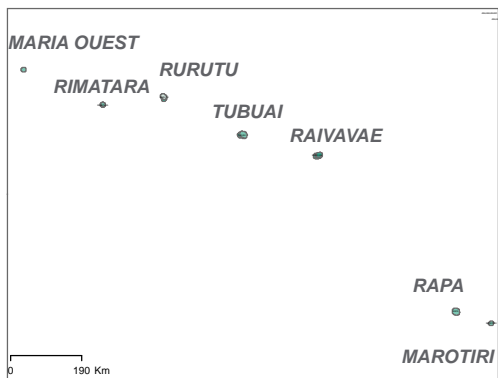 MARIA OUEST
RURUTU
RIMATARA
TUBUAI
RAIVAVAE
RAPA
MAROTIRI
0 190 Km